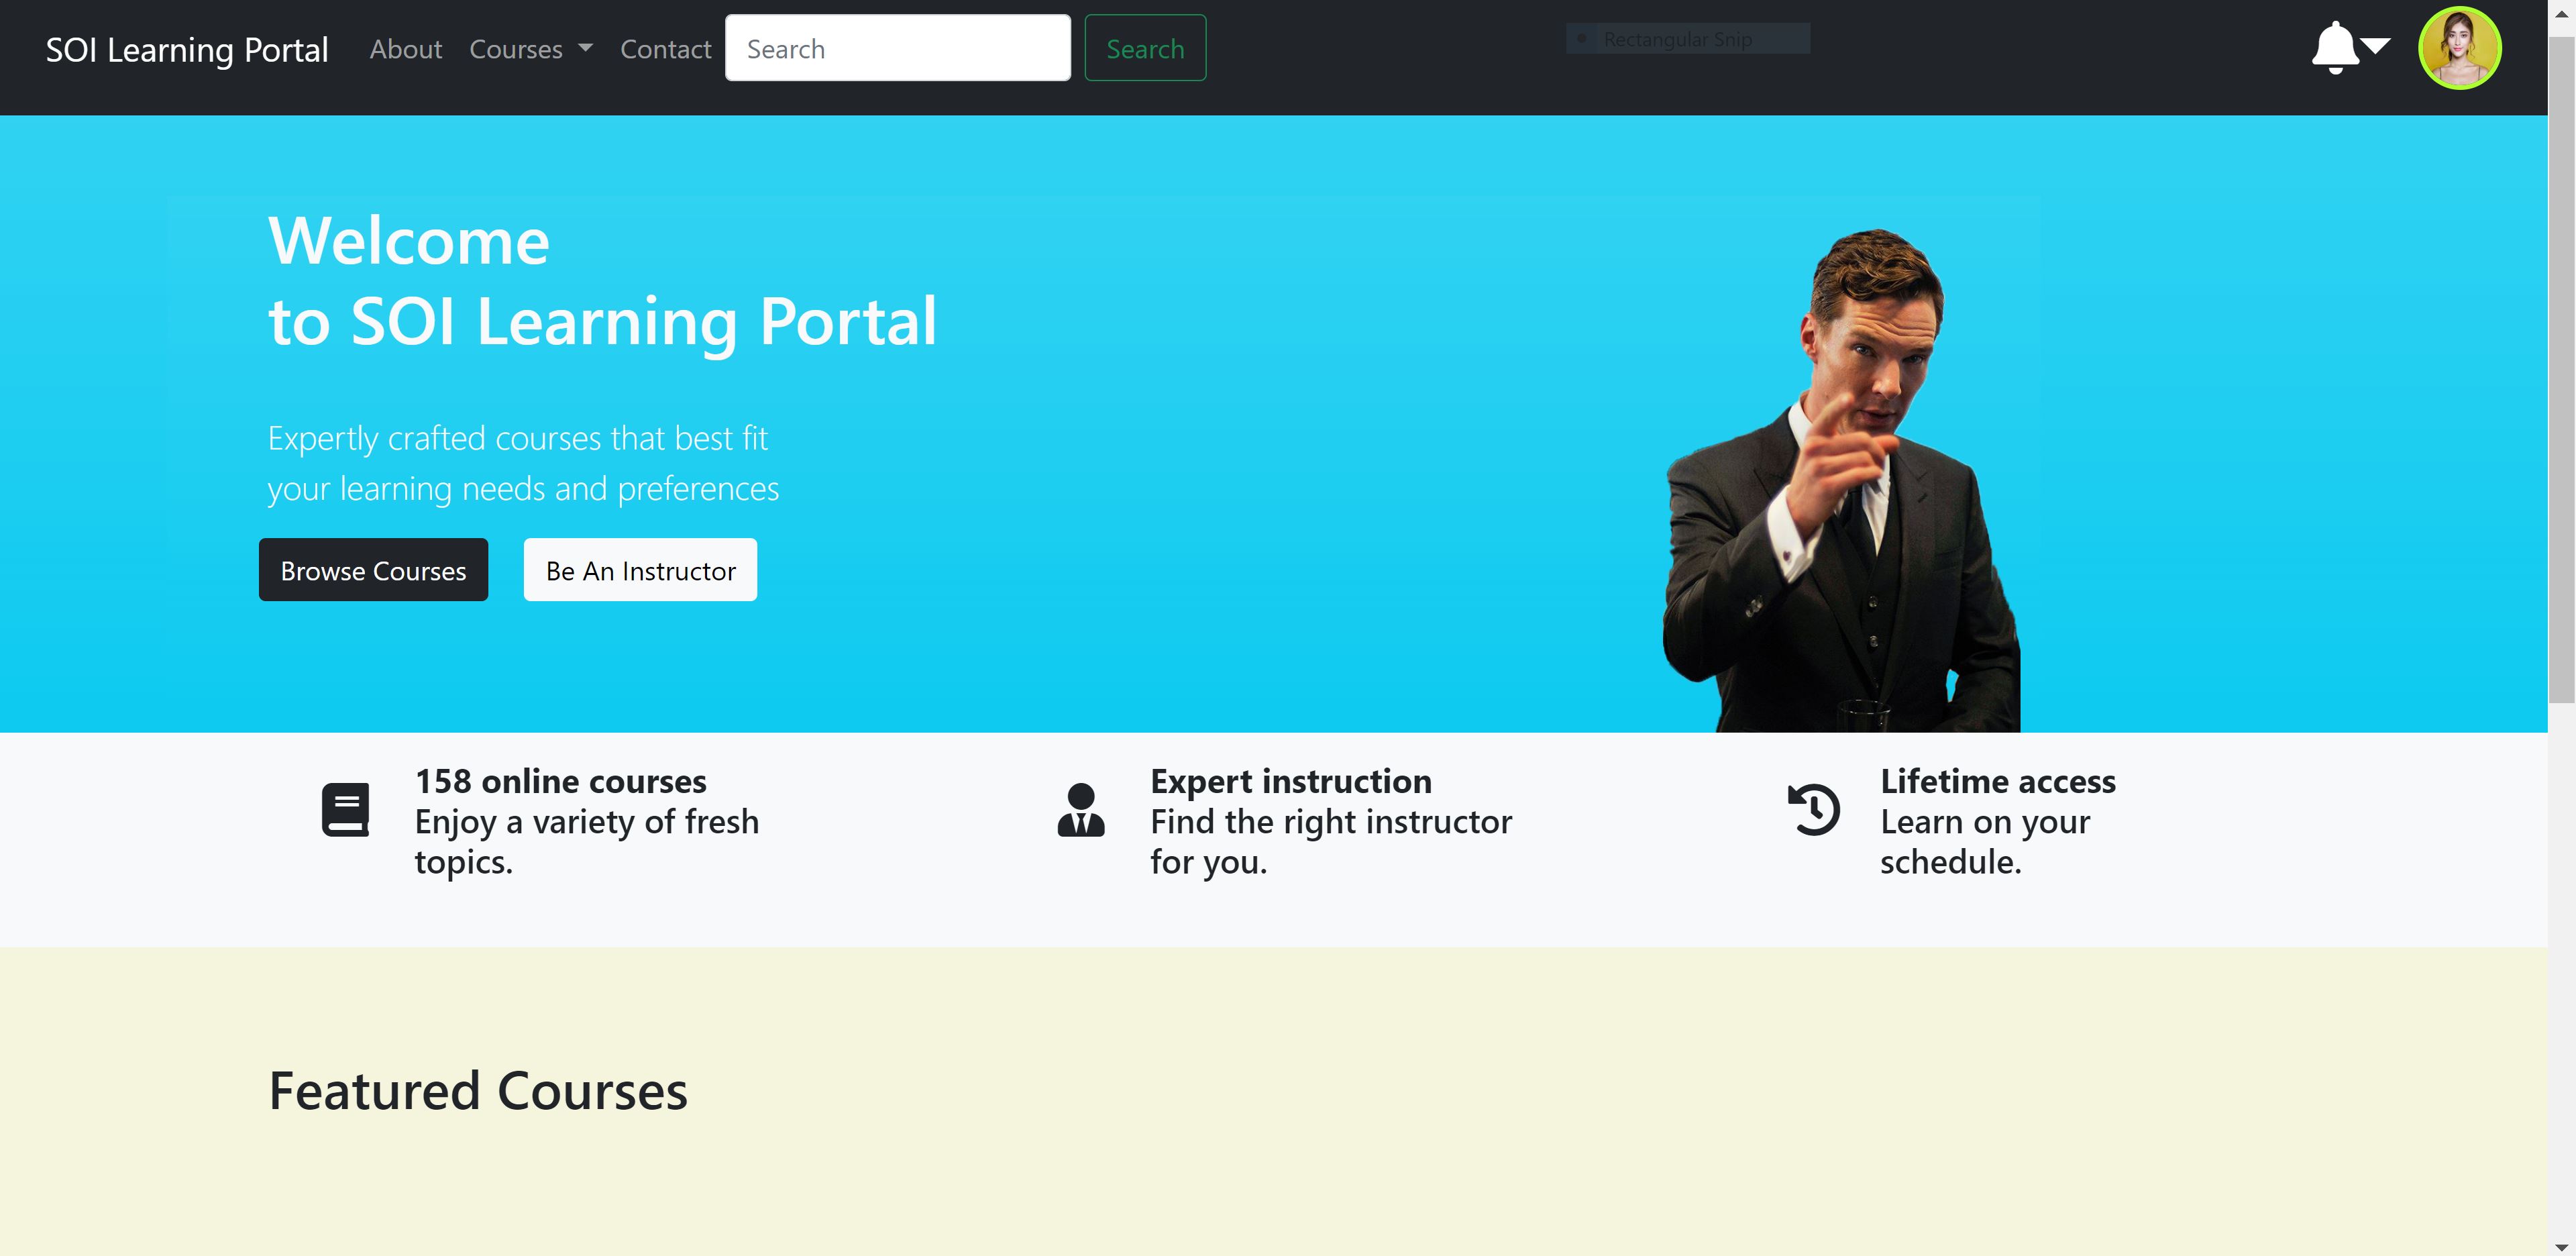 SOI Learning Portal
About
Courses
Contact
Search
Search
Rectangular Snip
Welcome
to SOI Learning Portal
Expertly crafted courses that best fit
your learning needs and preferences
Browse Courses
Be An Instructor
158 online courses
Enjoy a variety of fresh
topics.
Expert instruction
Find the right instructor
for you.
Lifetime access
Learn on your
schedule.
Featured Courses